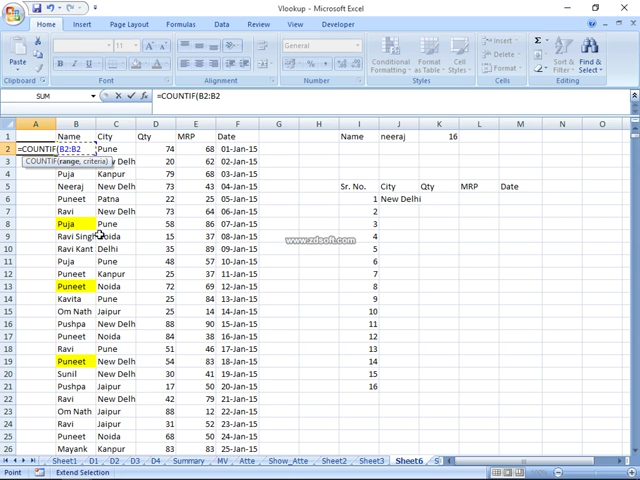 Vlookup - Microsoft Excel
Home Insert Page Layout Formulas Data Review View Developer
Paste
Clipboard
11
B I U
Font
Alignment
General
Number
Conditional Formatting Format as Table Cell Styles
Styles
Insert
Delete
Format
Cells
Sort & Filter Find & Select
Editing
SUM =COUNTIF(B2:B2
A B C D E F G H I J K L M N
1 Name City Qty MRP Date Name neeraj 16
2 =COUNTIF(B2:B2 Pune 74 68 01-Jan-15
COUNTIF(range, criteria)
3 New Delh 20 62 02-Jan-15
4 Puja Kanpur 79 68 03-Jan-15
5 Neeraj New Delh 73 43 04-Jan-15 Sr. No. City Qty MRP Date
6 Puneet Patna 22 25 05-Jan-15 1 New Delhi
7 Ravi New Delh 73 64 06-Jan-15 2
8 Puja Pune 58 86 07-Jan-15 3
9 Ravi Singh Noida 15 37 08-Jan-15 4
www.zdsoft.com
10 Ravi Kant Delhi 35 89 09-Jan-15 5
11 Puja Pune 48 57 10-Jan-15 6
12 Puneet Kanpur 25 37 11-Jan-15 7
13 Puneet Noida 72 69 12-Jan-15 8
14 Kavita Pune 25 84 13-Jan-15 9
15 Om Nath Jaipur 25 14 14-Jan-15 10
16 Pushpa New Delh 88 90 15-Jan-15 11
17 Puneet Noida 84 38 16-Jan-15 12
18 Ravi Pune 51 46 17-Jan-15 13
19 Puneet New Delh 54 83 18-Jan-15 14
20 Sunil New Delh 30 41 19-Jan-15 15
21 Pushpa Jaipur 17 50 20-Jan-15 16
22 Ravi New Delh 42 79 21-Jan-15
23 Om Nath Jaipur 88 12 22-Jan-15
24 Ravi Jaipur 31 52 23-Jan-15
25 Puneet Noida 68 50 24-Jan-15
26 Mayank Kanpur 83 83 25-Jan-15
Sheet1 D1 D2 D3 D4 Summary MV Atte Show_Atte Sheet2 Sheet3 Sheet6 S
Point Extend Selection 100%